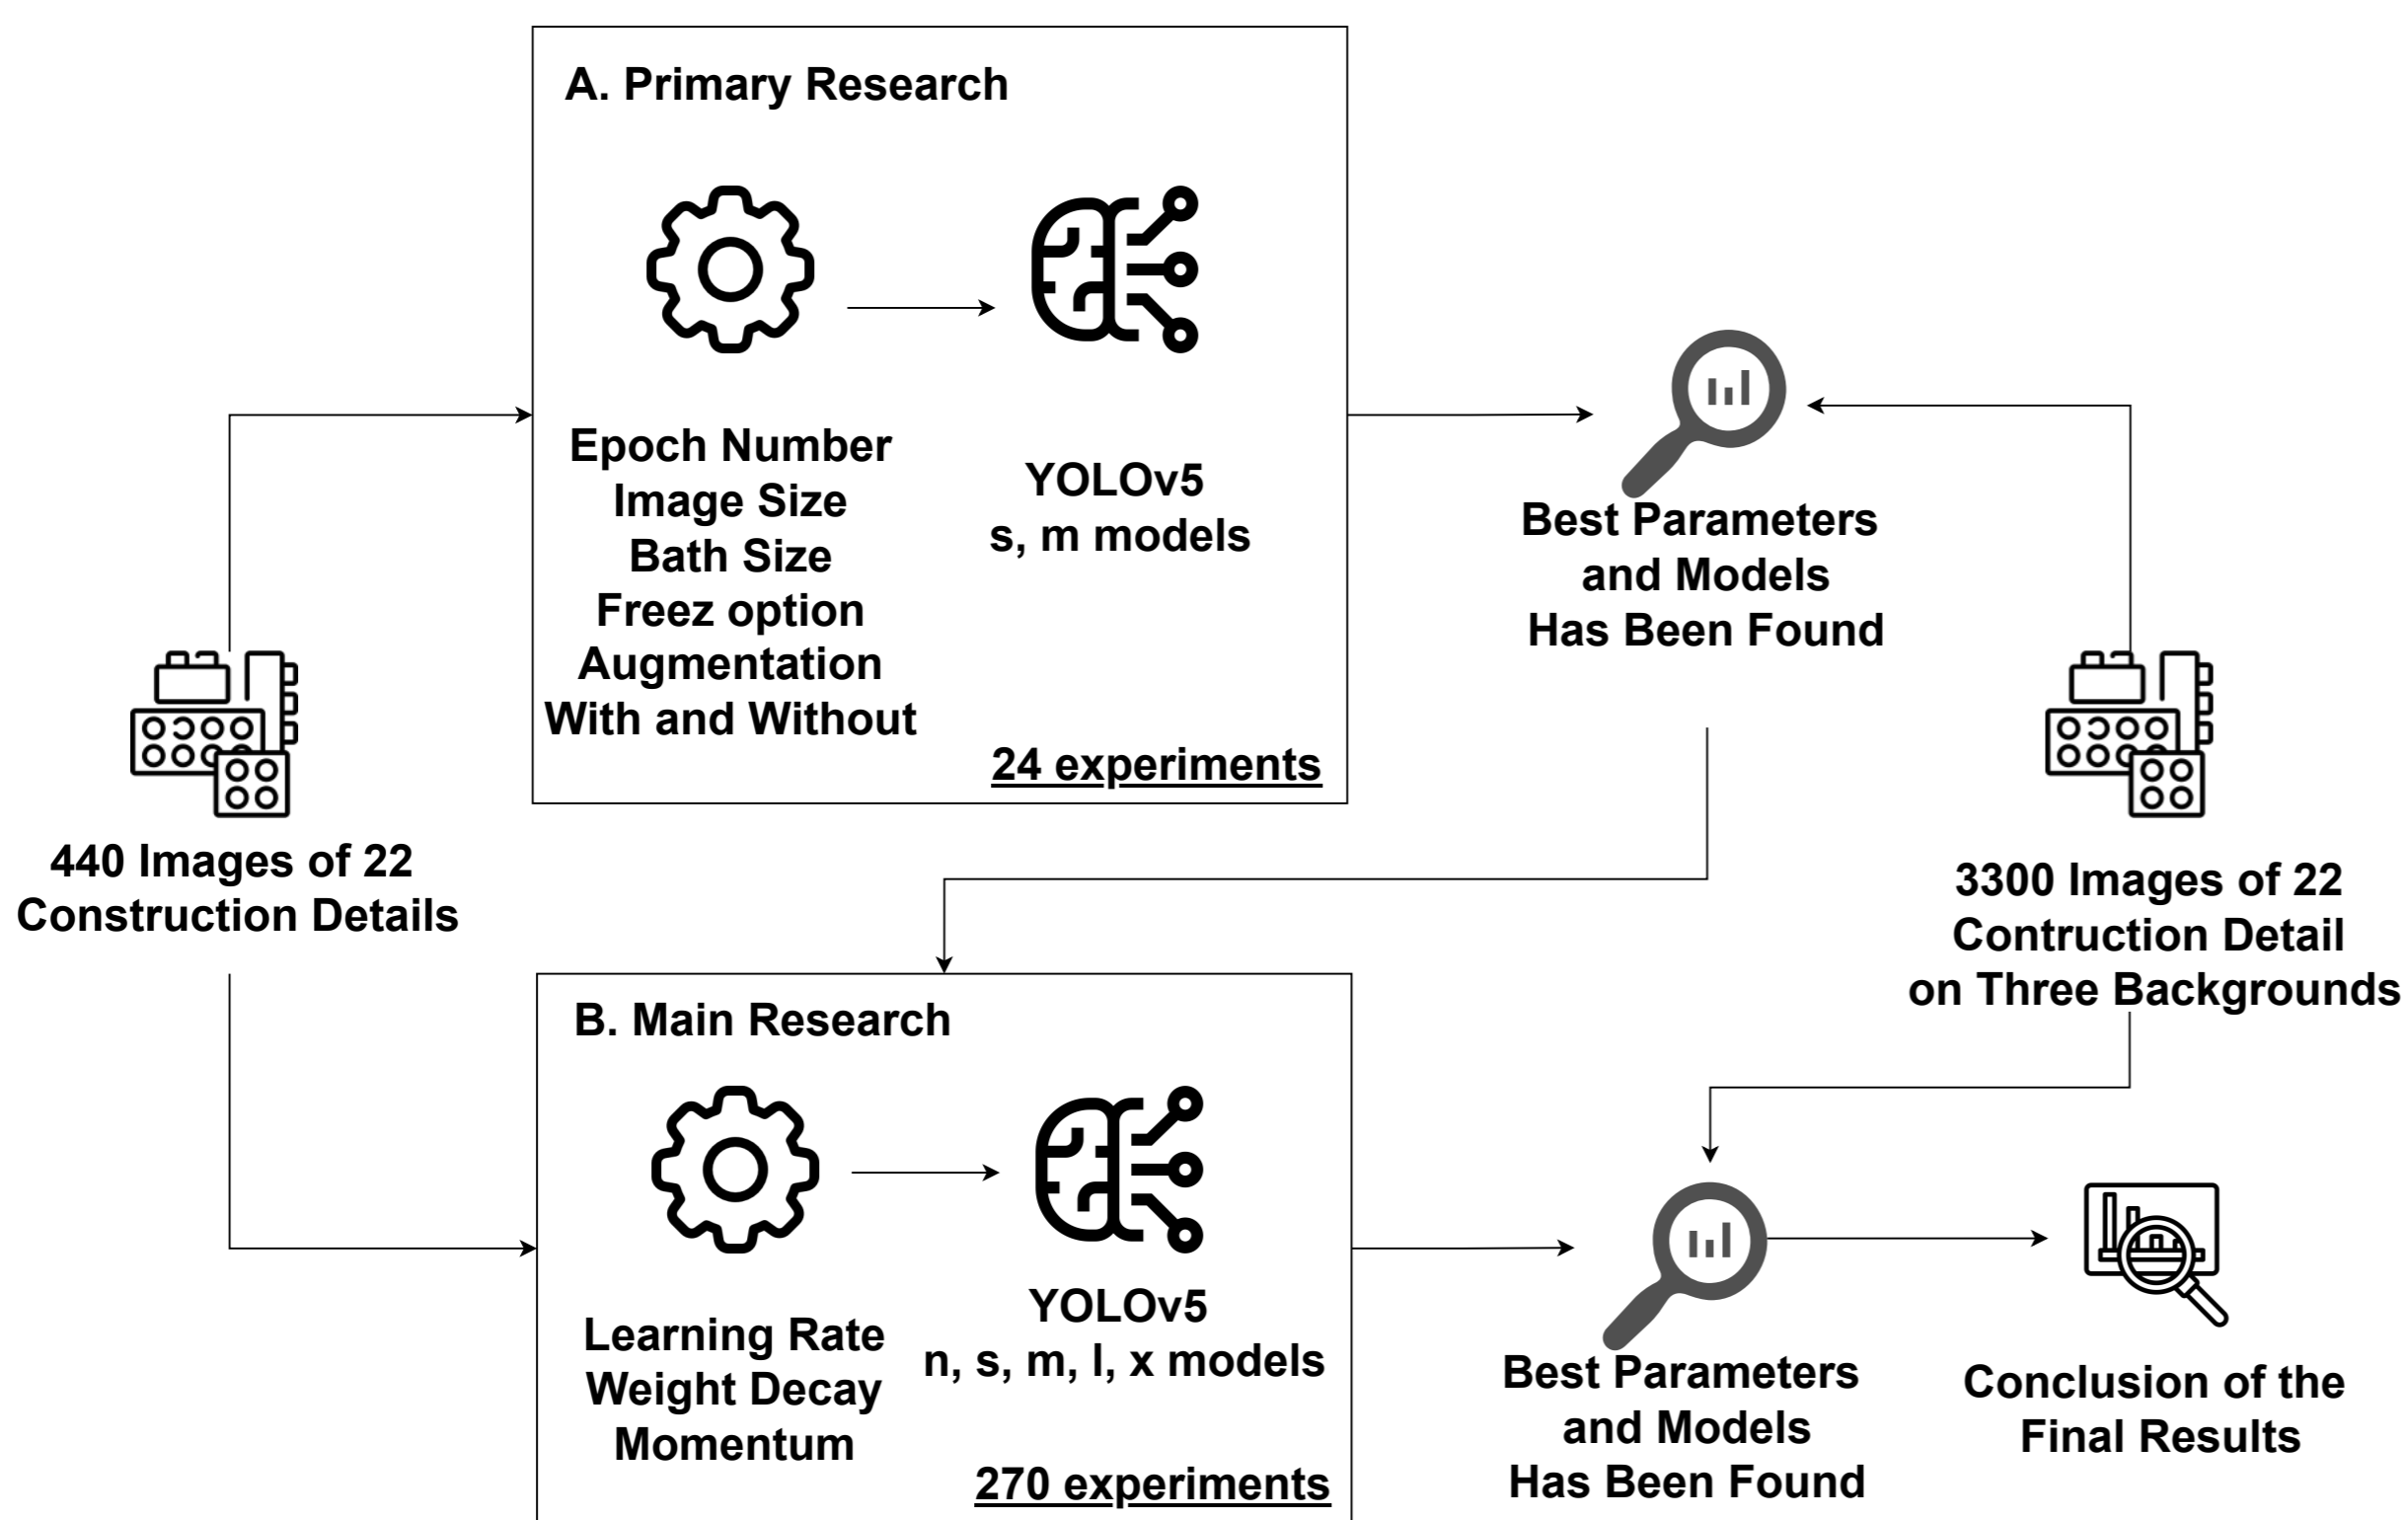 A. Primary Research
Epoch Number
Image Size
Bath Size
Freez option
Augmentation
With and Without
YOLOv5
s, m models
24 experiments
Best Parameters
and Models
Has Been Found
440 Images of 22
Construction Details
3300 Images of 22
Contruction Detail
on Three Backgrounds
B. Main Research
Learning Rate
Weight Decay
Momentum
YOLOv5
n, s, m, l, x models
270 experiments
Best Parameters
and Models
Has Been Found
Conclusion of the
Final Results